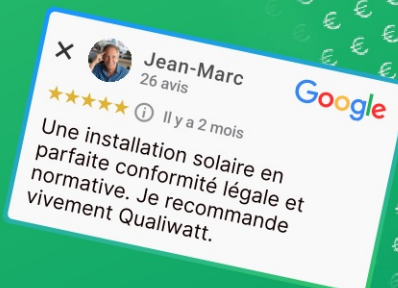 Jean-Marc
26 avis
Google
Il y a 2 mois
Une installation solaire en
parfaite conformité légale et
normative. Je recommande
vivement Qualiwatt.